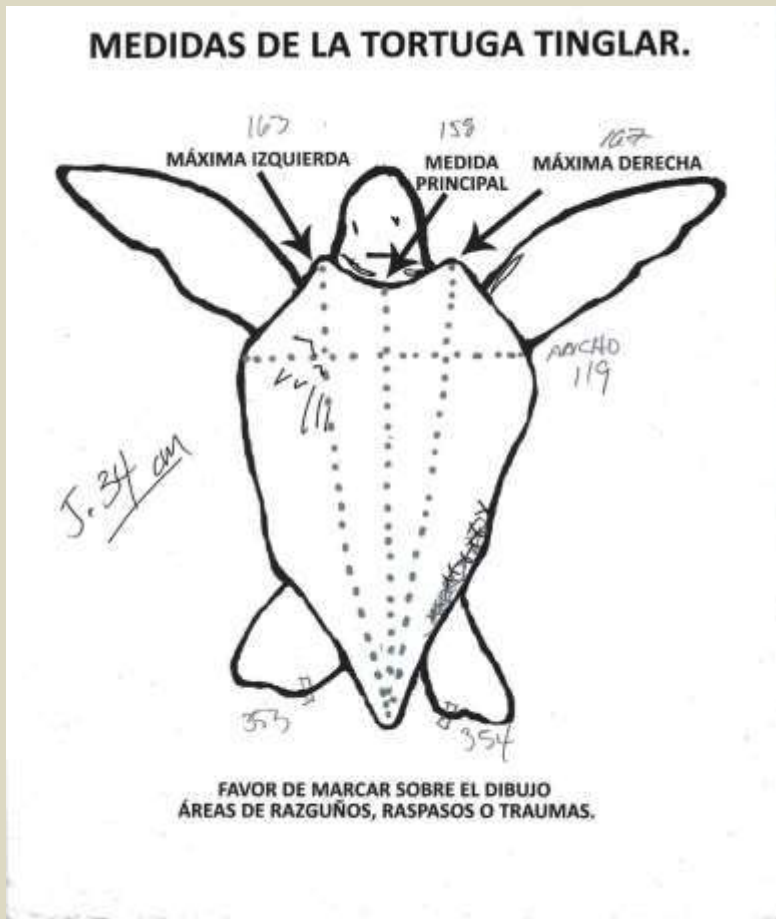 MEDIDAS DE LA TORTUGA TINGLAR.
163
158
167
MÁXIMA IZQUIERDA
MEDIDA
PRINCIPAL
MÁXIMA DERECHA
ANCHO
119
J. 34 cm
353
354
FAVOR DE MARCAR SOBRE EL DIBUJO
ÁREAS DE RAZGUÑOS, RASPASOS O TRAUMAS.